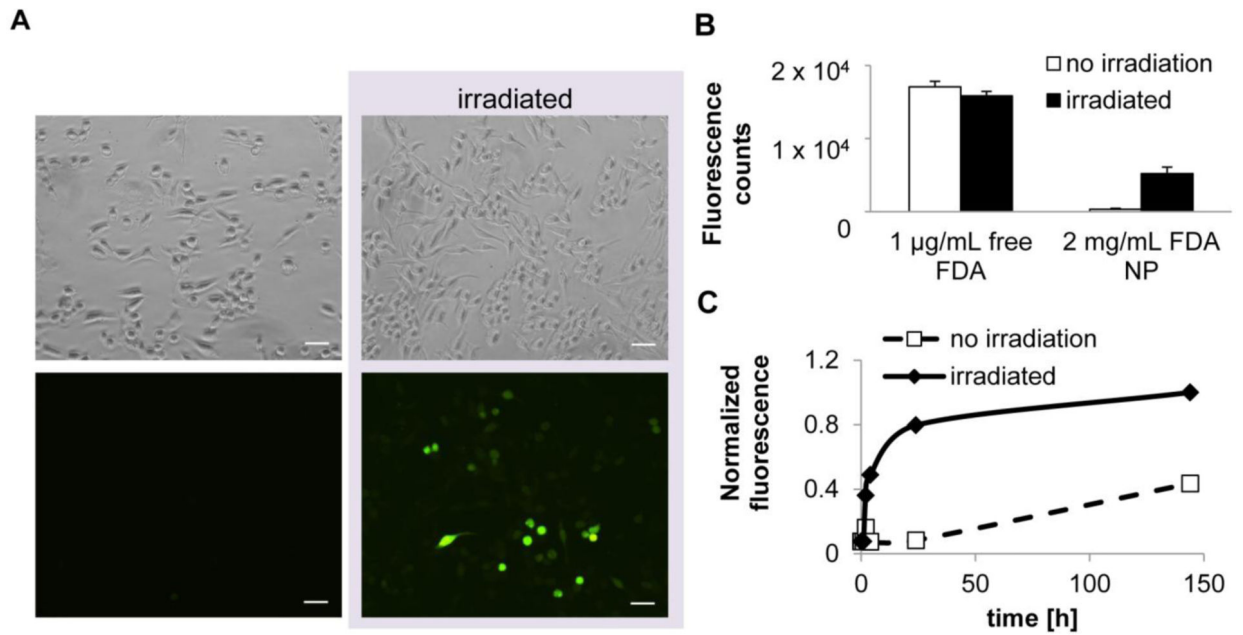 A
irradiated
B
Fluorescence
counts
2 x 10⁴
1 x 10⁴
0
no irradiation
irradiated
1 µg/mL free
FDA
2 mg/mL FDA
NP
C
Normalized
fluorescence
no irradiation
irradiated
1.2
0.8
0.4
0
0
50
100
150
time [h]